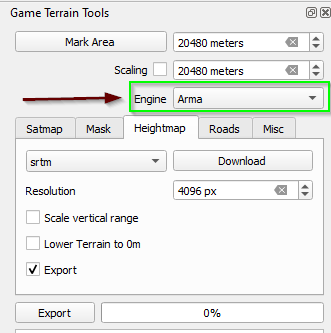 Game Terrain Tools
Mark Area 20480 meters
Scaling 20480 meters
Engine Arma
Satmap Mask Heightmap Roads Misc
srtm Download
Resolution 4096 px
Scale vertical range
Lower Terrain to 0m
Export
Export 0%